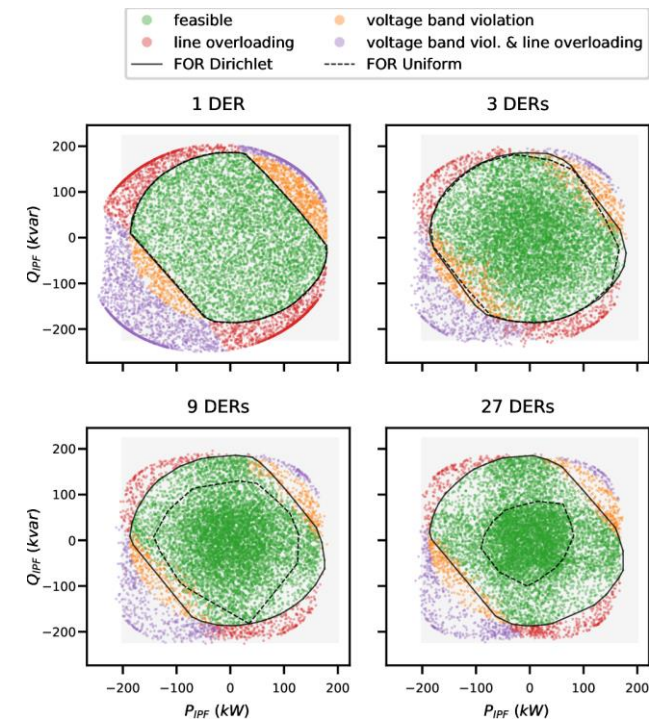 feasible voltage band violation
line overloading voltage band viol. & line overloading
FOR Dirichlet FOR Uniform
1 DER 3 DERs
200
100
0
−100
−200
Q_IPF (kvar)
9 DERs 27 DERs
200
100
0
−100
−200
Q_IPF (kvar)
−200 −100 0 100 200 −200 −100 0 100 200
P_IPF (kW) P_IPF (kW)